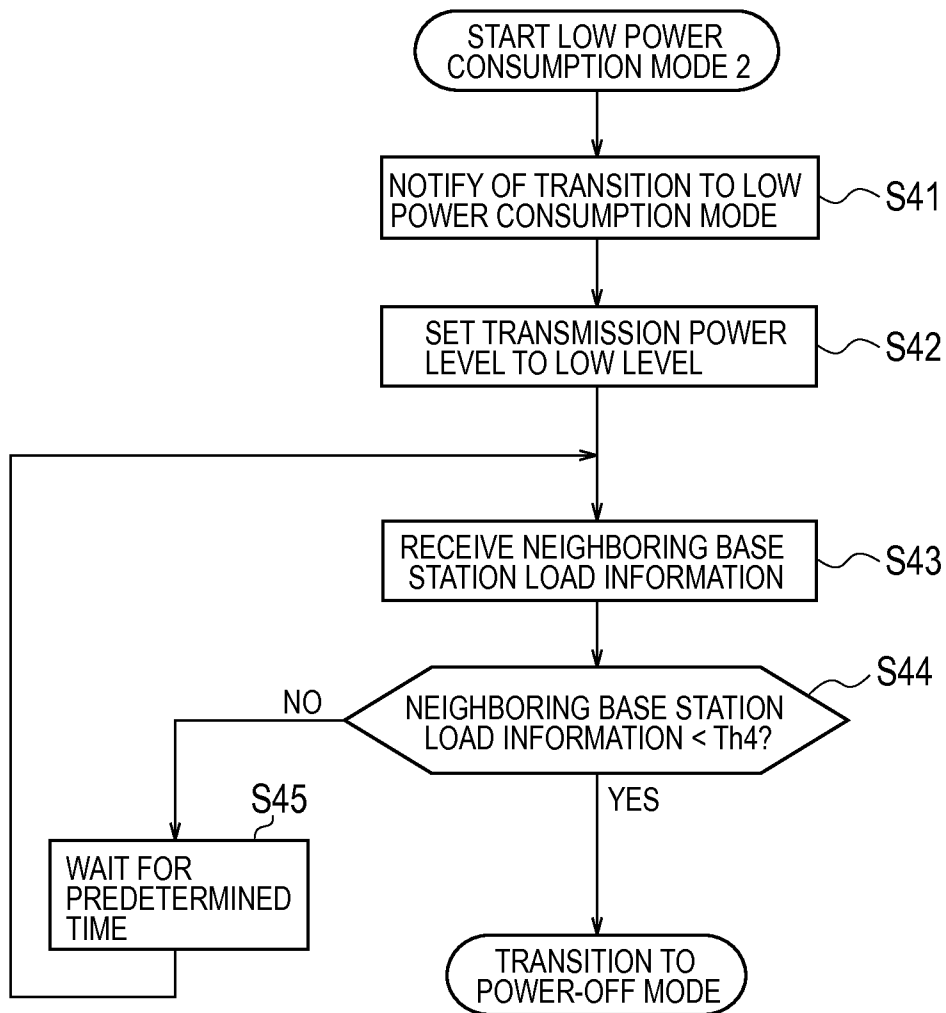 START LOW POWER
CONSUMPTION MODE 2
NOTIFY OF TRANSITION TO LOW
POWER CONSUMPTION MODE
S41
SET TRANSMISSION POWER
LEVEL TO LOW LEVEL
S42
RECEIVE NEIGHBORING BASE
STATION LOAD INFORMATION
S43
S44
NEIGHBORING BASE STATION
LOAD INFORMATION < Th4?
NO
YES
S45
WAIT FOR
PREDETERMINED
TIME
TRANSITION TO
POWER-OFF MODE